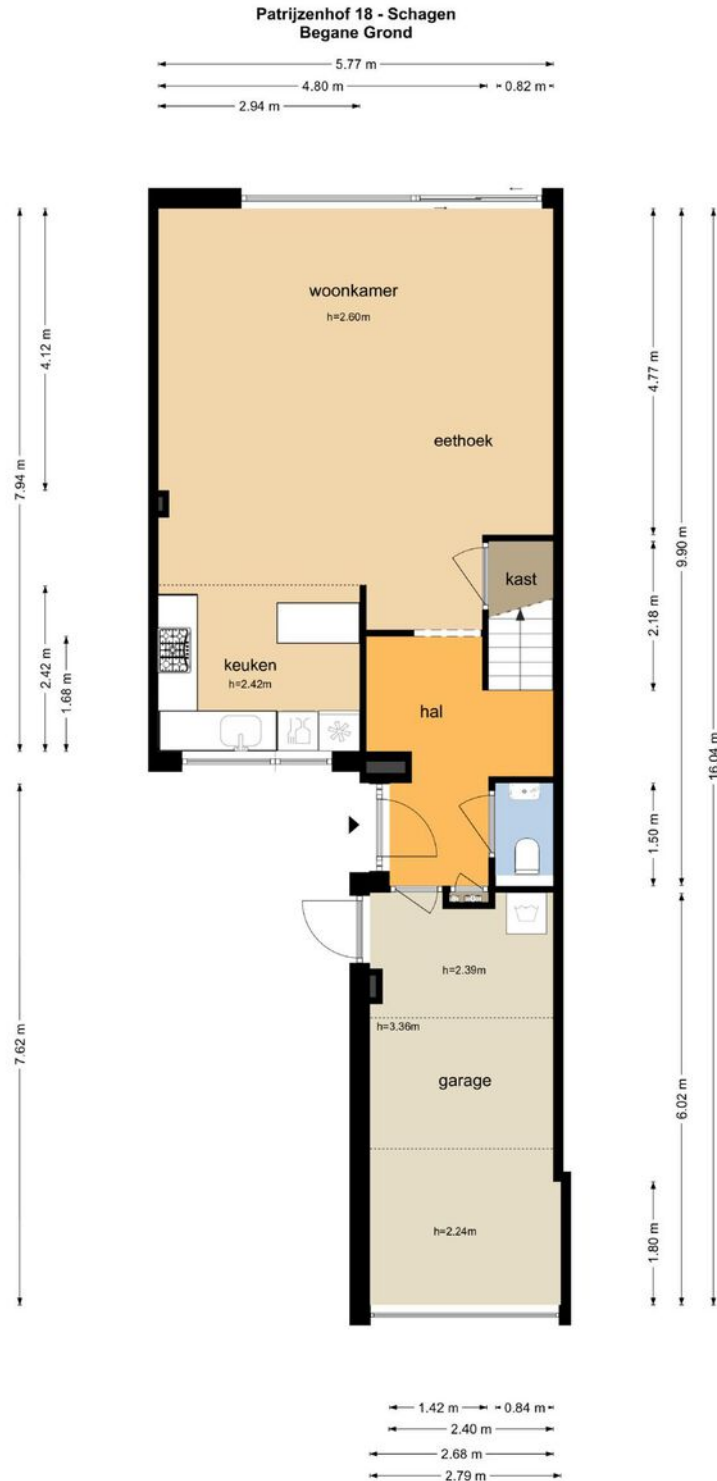 Patrijzenhof 18 - Schagen
Begane Grond
5.77 m
4.80 m
0.82 m
2.94 m
woonkamer
h=2.60m
4.12 m
4.77 m
eethoek
7.94 m
9.90 m
kast
2.18 m
2.42 m
1.68 m
keuken
h=2.42m
hal
16.04 m
1.50 m
h=2.39m
h=3.36m
7.62 m
garage
6.02 m
h=2.24m
1.80 m
1.42 m
0.84 m
2.40 m
2.68 m
2.79 m